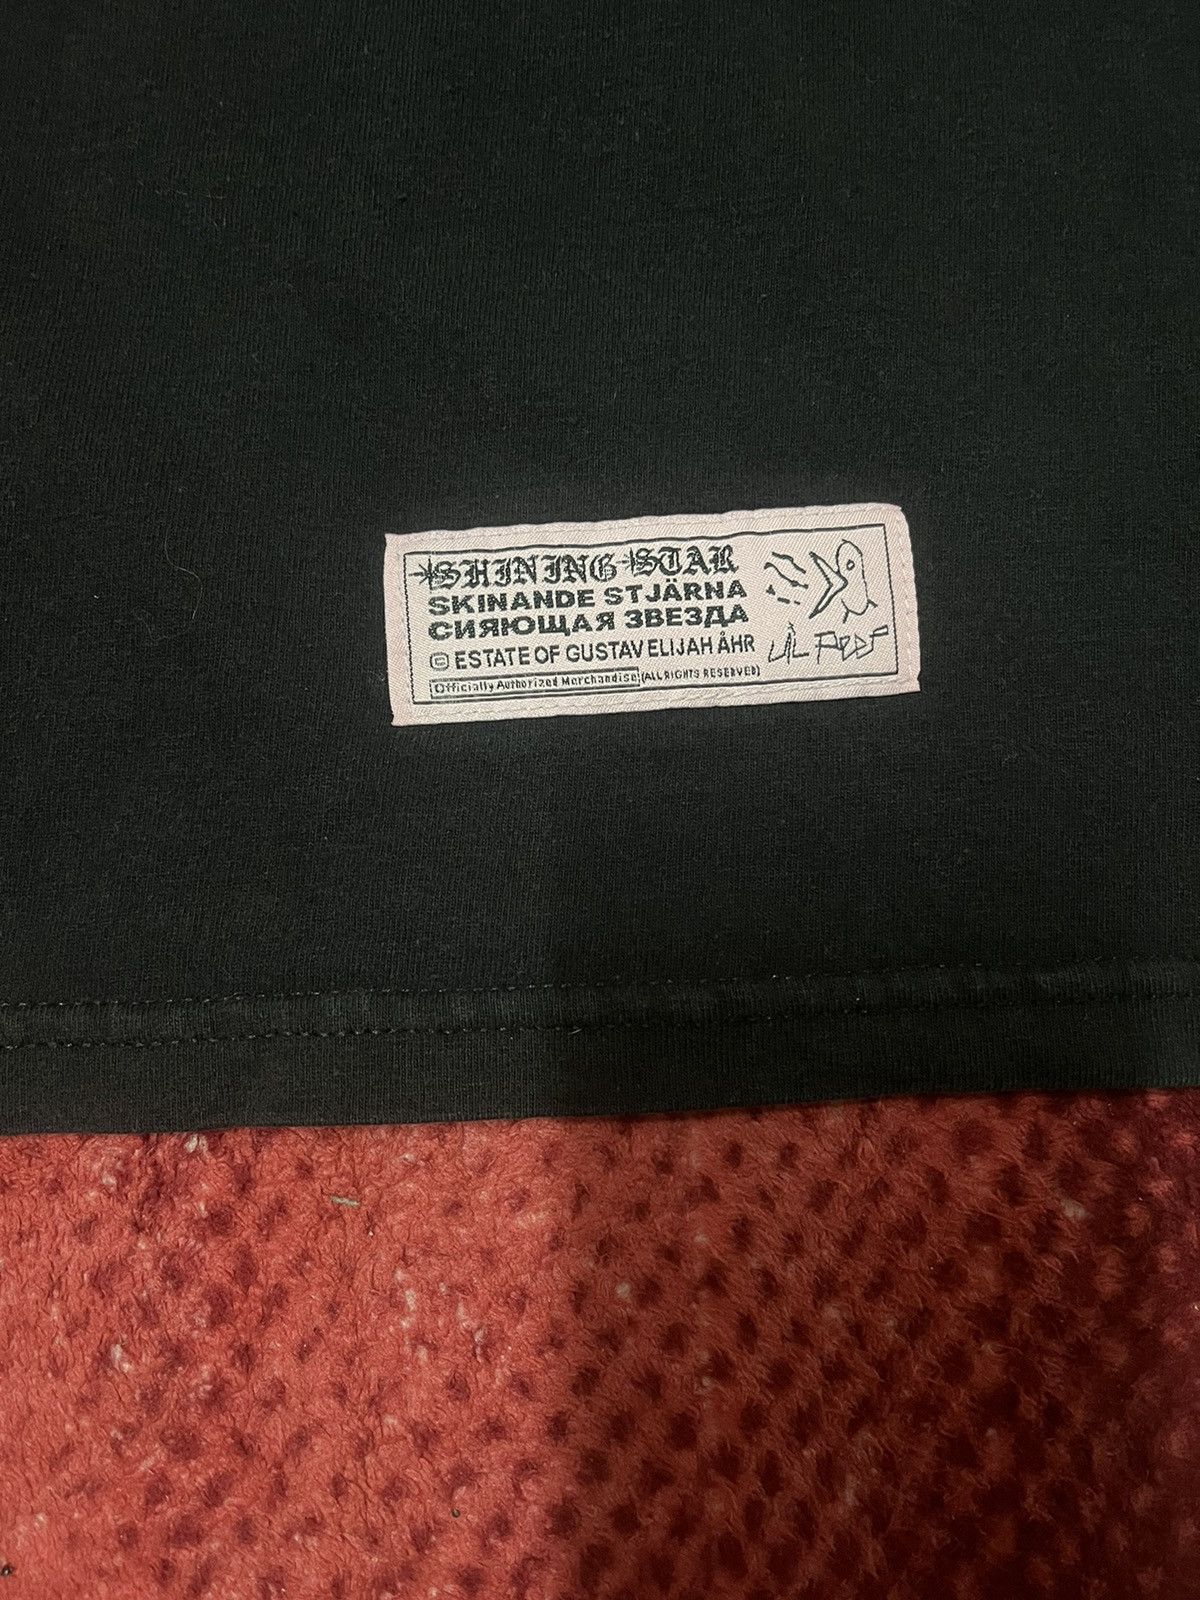 SHINING STAR
SKINANDE STJÄRNA
СИЯЮЩАЯ ЗВЕЗДА
© ESTATE OF GUSTAV ELIJAH ÅHR
Officially Authorized Merchandise (ALL RIGHTS RESERVED)
LiL PEEP